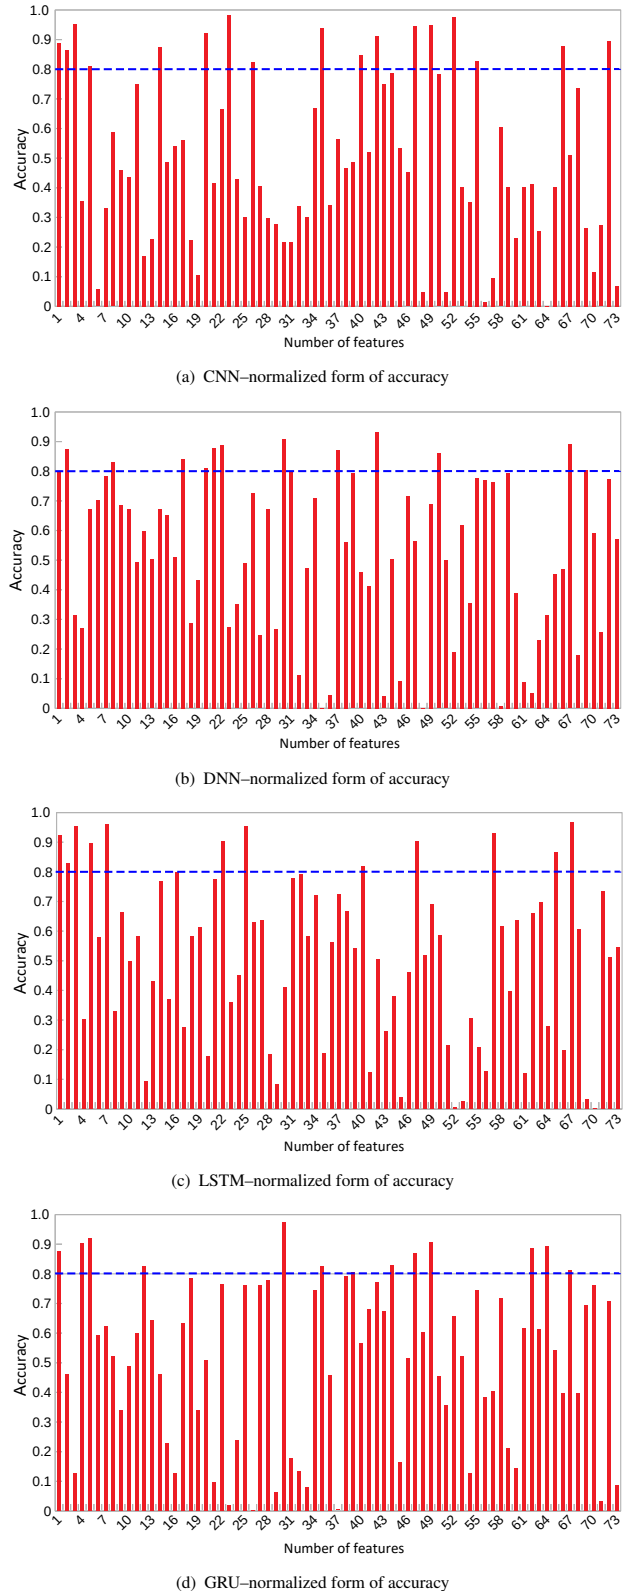 1.0
0.9
0.8
0.7
0.6
0.5
0.4
0.3
0.2
0.1
0
Accuracy
1 4 7 10 13 16 19 22 25 28 31 34 37 40 43 46 49 52 55 58 61 64 67 70 73
Number of features
(a) CNN–normalized form of accuracy
1.0
0.9
0.8
0.7
0.6
0.5
0.4
0.3
0.2
0.1
0
Accuracy
1 4 7 10 13 16 19 22 25 28 31 34 37 40 43 46 49 52 55 58 61 64 67 70 73
Number of features
(b) DNN–normalized form of accuracy
1.0
0.9
0.8
0.7
0.6
0.5
0.4
0.3
0.2
0.1
0
Accuracy
1 4 7 10 13 16 19 22 25 28 31 34 37 40 43 46 49 52 55 58 61 64 67 70 73
Number of features
(c) LSTM–normalized form of accuracy
1.0
0.9
0.8
0.7
0.6
0.5
0.4
0.3
0.2
0.1
0
Accuracy
1 4 7 10 13 16 19 22 25 28 31 34 37 40 43 46 49 52 55 58 61 64 67 70 73
Number of features
(d) GRU–normalized form of accuracy